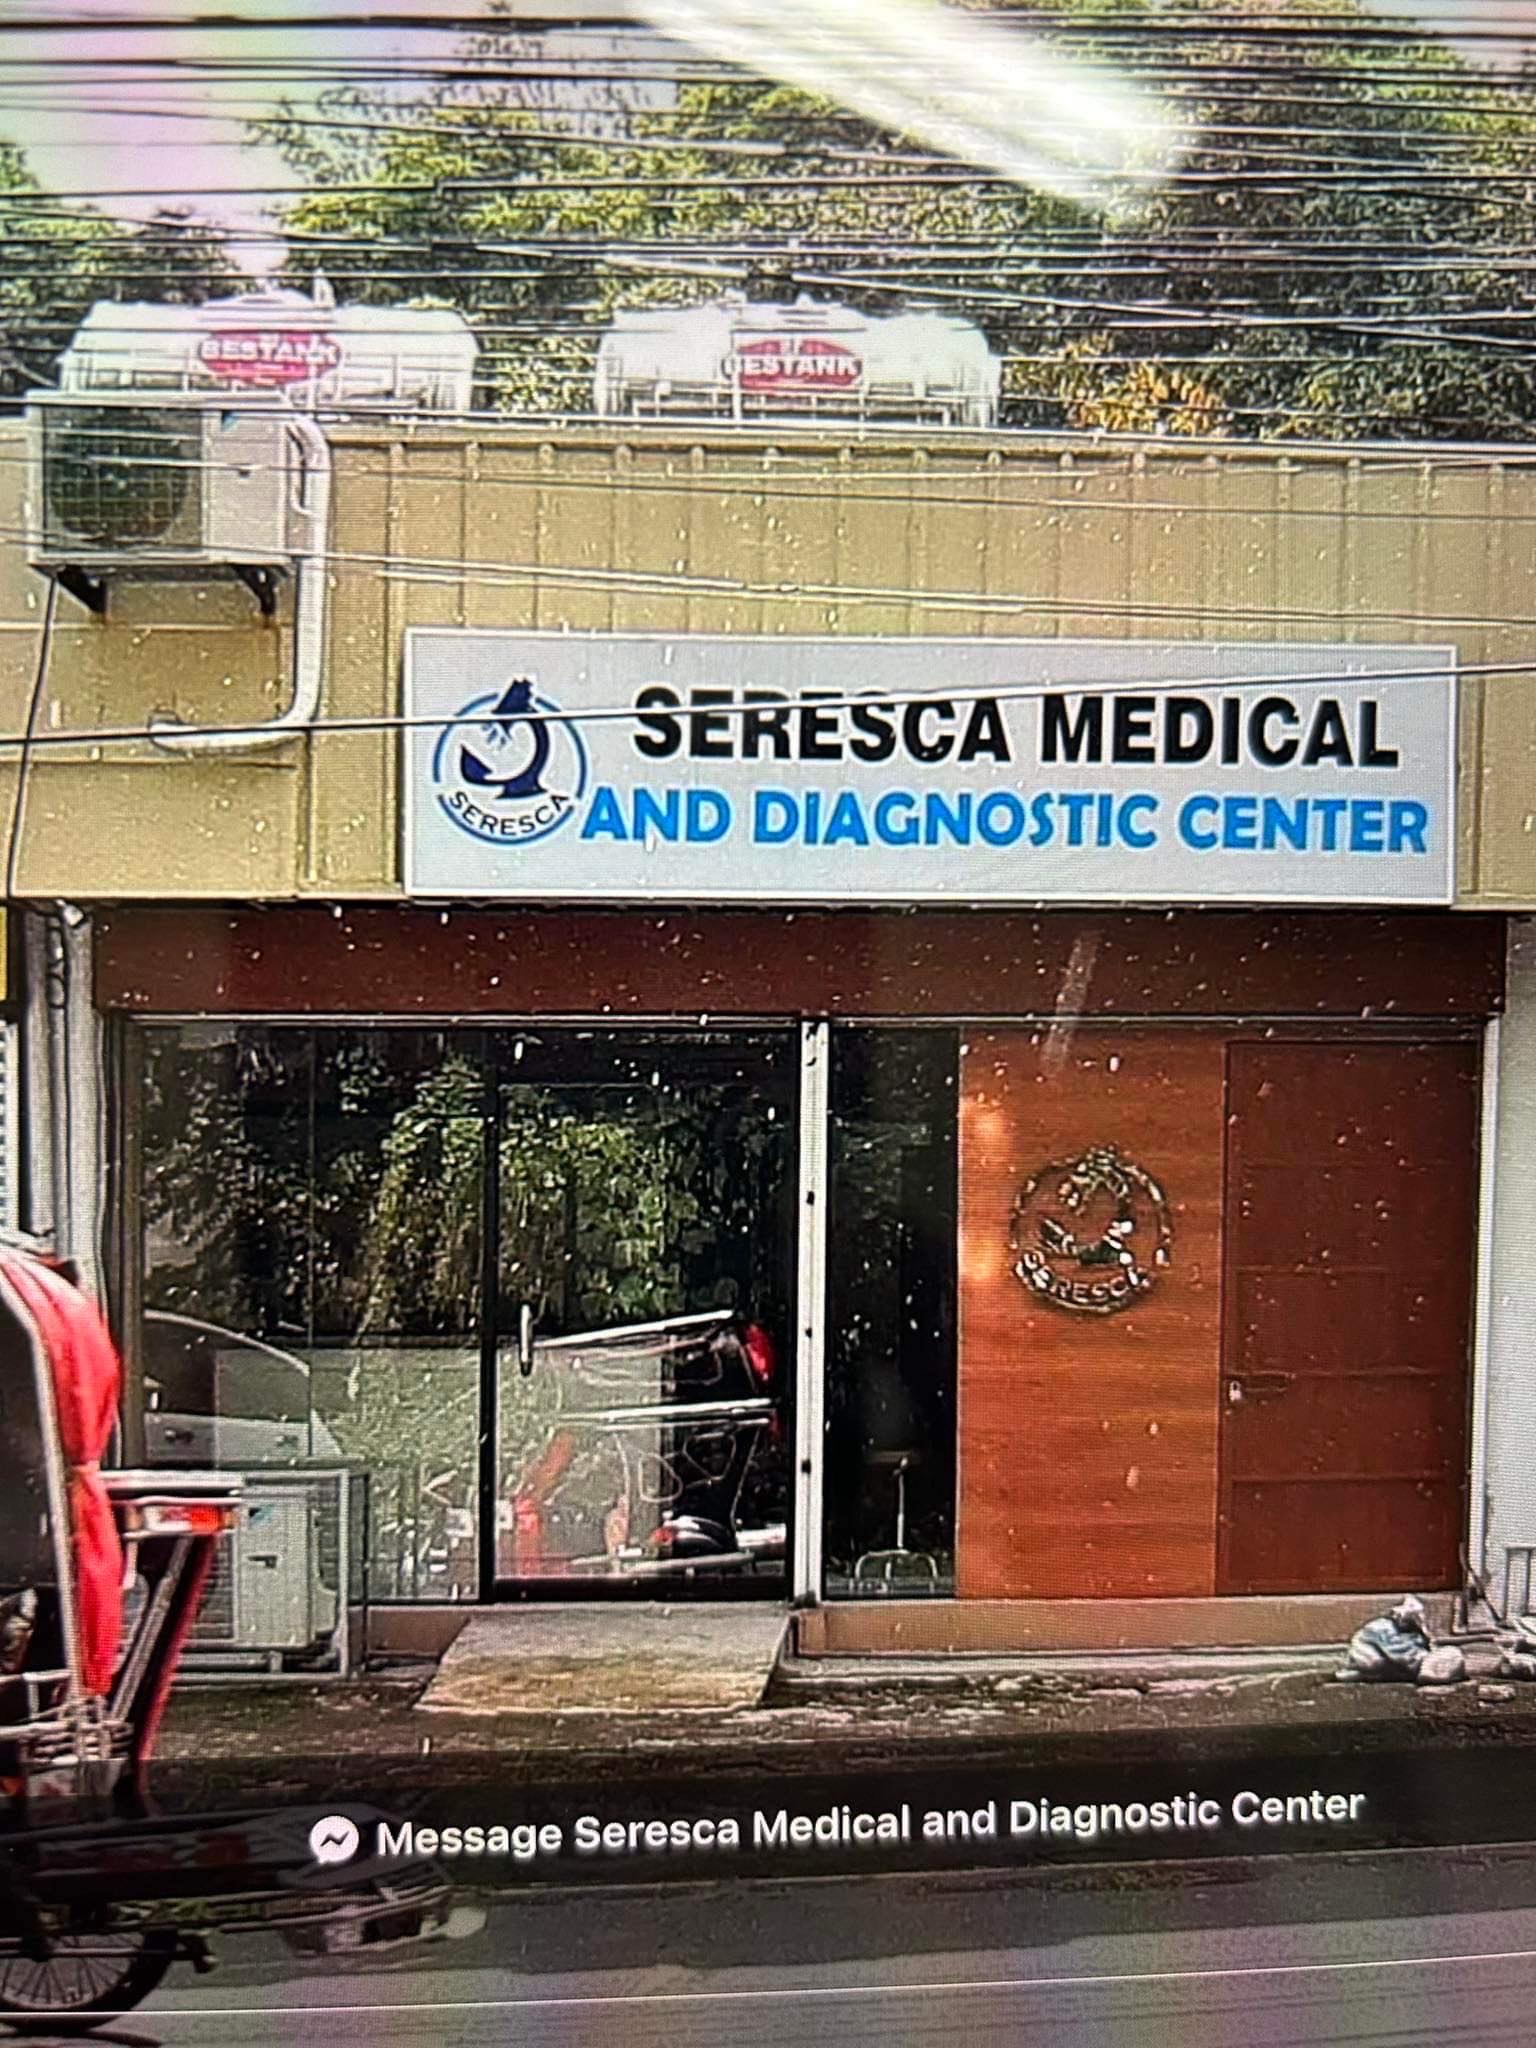 BESTANK
BESTANK
SERESCA MEDICAL
AND DIAGNOSTIC CENTER
SERESCA
SERESCA
Message Seresca Medical and Diagnostic Center